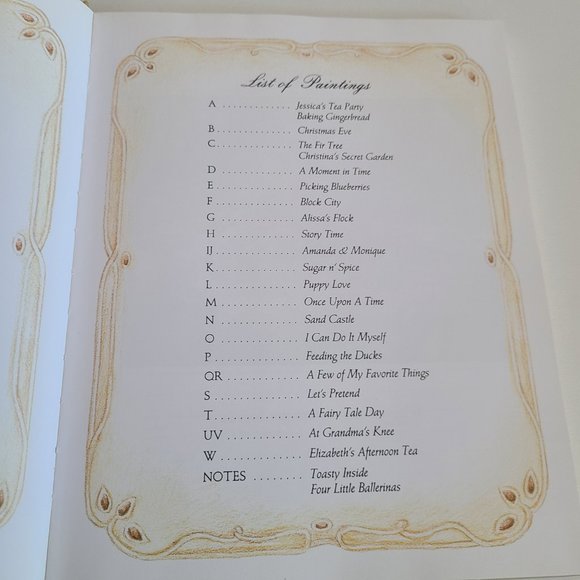 List of Paintings
A . . . . . . . . . . . . . Jessica's Tea Party
Baking Gingerbread
B . . . . . . . . . . . . . Christmas Eve
C . . . . . . . . . . . . . The Fir Tree
Christina's Secret Garden
D . . . . . . . . . . . . . A Moment in Time
E . . . . . . . . . . . . . Picking Blueberries
F . . . . . . . . . . . . . Block City
G . . . . . . . . . . . . . Alissa's Flock
H . . . . . . . . . . . . . Story Time
IJ . . . . . . . . . . . . . Amanda & Monique
K . . . . . . . . . . . . . Sugar n' Spice
L . . . . . . . . . . . . . Puppy Love
M . . . . . . . . . . . . . Once Upon A Time
N . . . . . . . . . . . . . Sand Castle
O . . . . . . . . . . . . . I Can Do It Myself
P . . . . . . . . . . . . . Feeding the Ducks
QR . . . . . . . . . . . . A Few of My Favorite Things
S . . . . . . . . . . . . . Let's Pretend
T . . . . . . . . . . . . . A Fairy Tale Day
UV . . . . . . . . . . . . At Grandma's Knee
W . . . . . . . . . . . . . Elizabeth's Afternoon Tea
NOTES . . . . . . . . Toasty Inside
Four Little Ballerinas